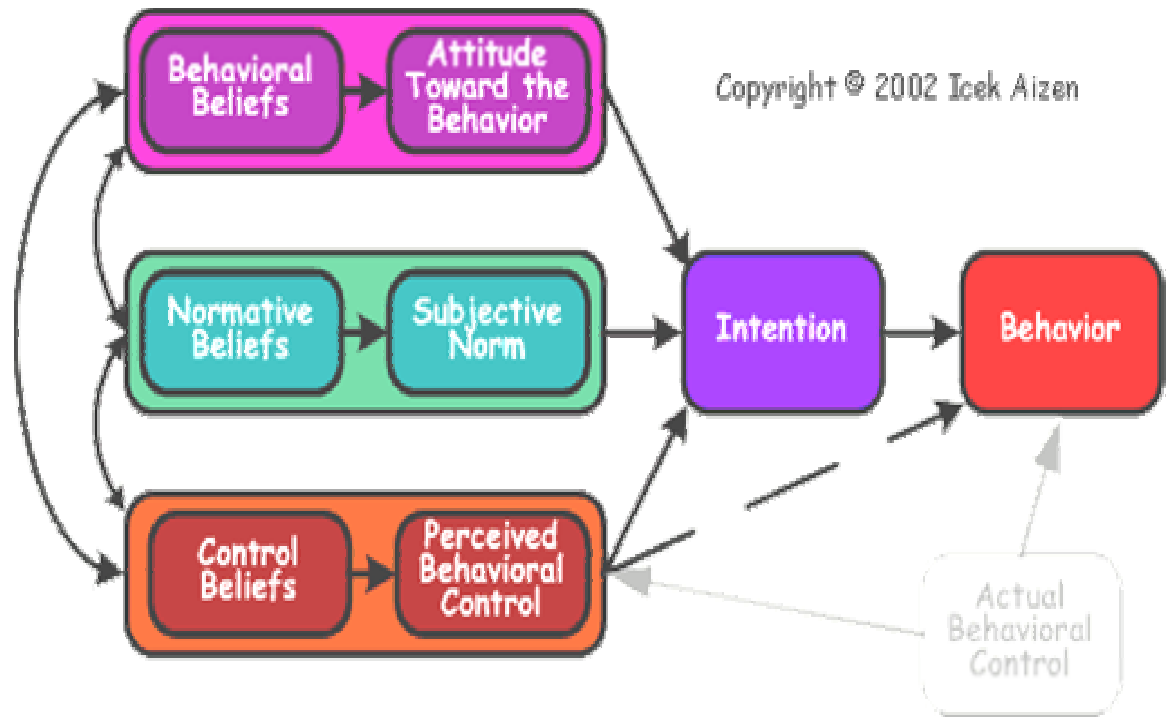 Behavioral
Beliefs
Attitude
Toward the
Behavior
Copyright © 2002 Icek Aizen
Normative
Beliefs
Subjective
Norm
Intention
Behavior
Control
Beliefs
Perceived
Behavioral
Control
Actual
Behavioral
Control